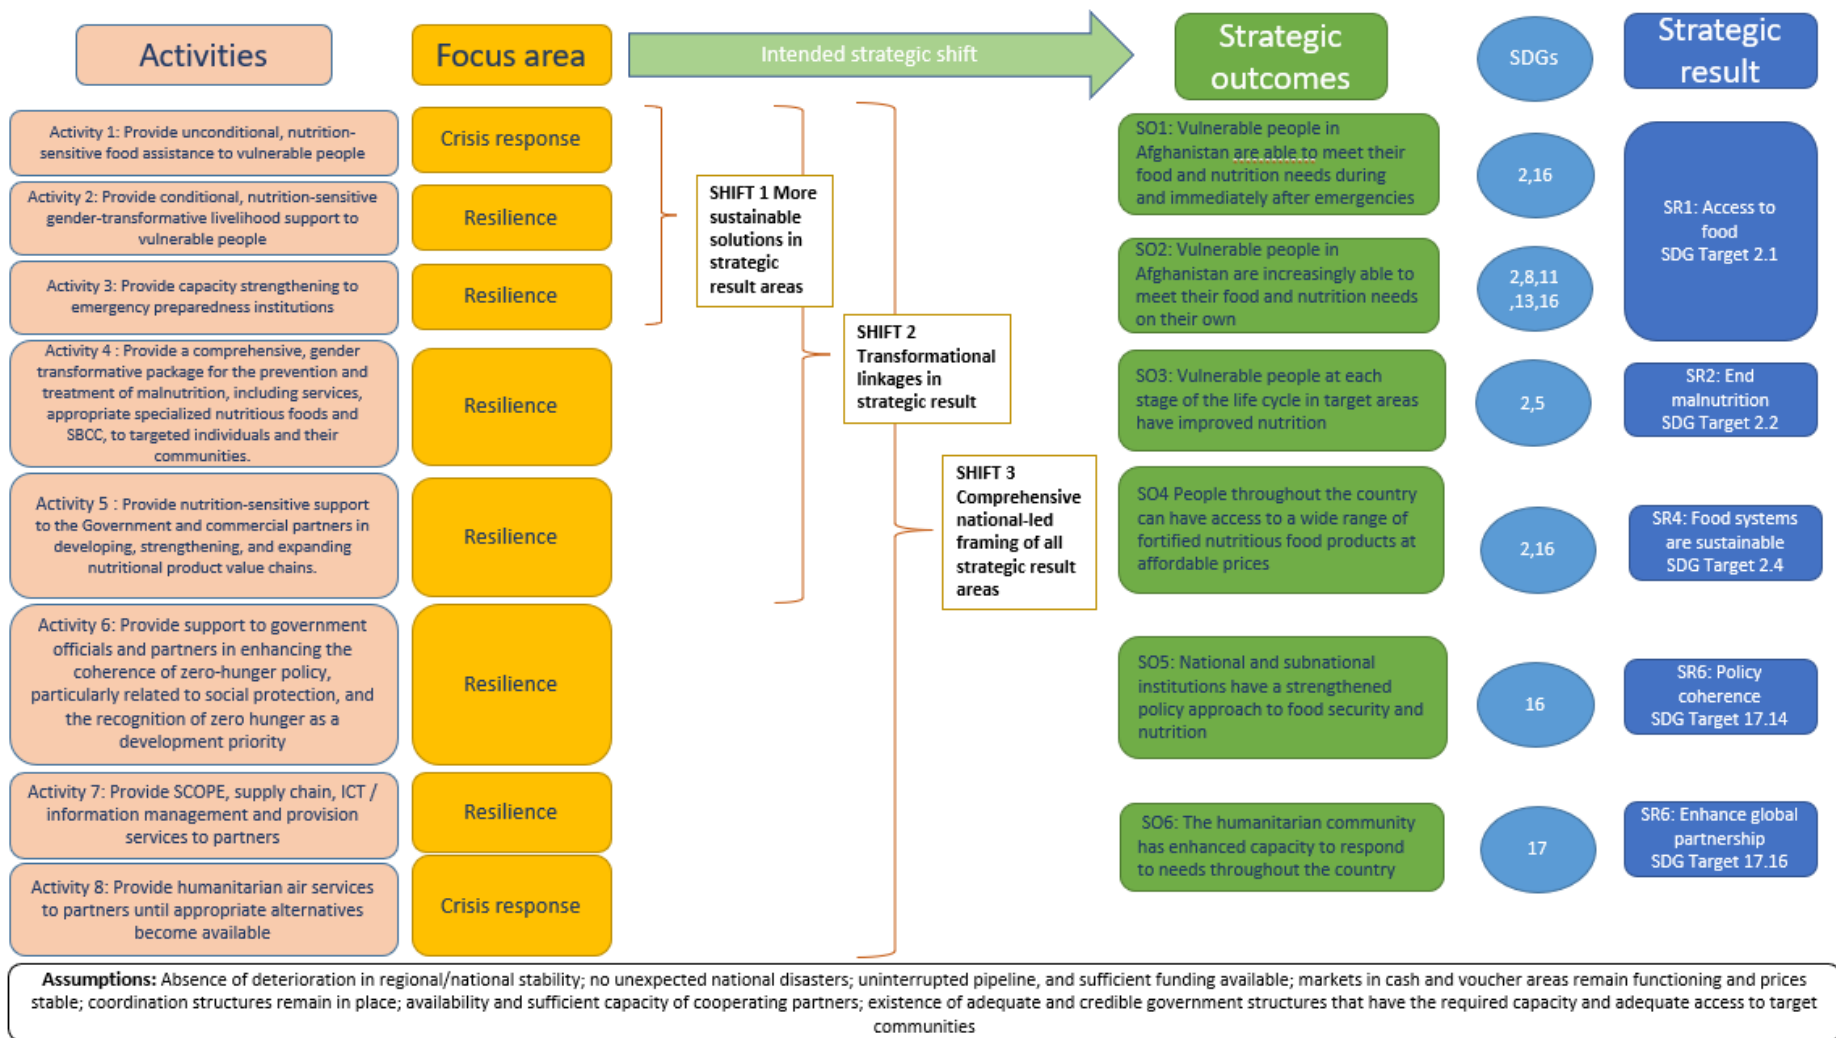 Activities
Focus area
Intended strategic shift
Strategic
outcomes
SDGs
Strategic
result
Activity 1: Provide unconditional, nutrition-
sensitive food assistance to vulnerable people
Activity 2: Provide conditional, nutrition-sensitive
gender-transformative livelihood support to
vulnerable people
Activity 3: Provide capacity strengthening to
emergency preparedness institutions
Activity 4 : Provide a comprehensive, gender
transformative package for the prevention and
treatment of malnutrition, including services,
appropriate specialized nutritious foods and
SBCC, to targeted individuals and their
communities.
Activity 5 : Provide nutrition-sensitive support
to the Government and commercial partners in
developing, strengthening, and expanding
nutritional product value chains.
Activity 6: Provide support to government
officials and partners in enhancing the
coherence of zero-hunger policy,
particularly related to social protection, and
the recognition of zero hunger as a
development priority
Activity 7: Provide SCOPE, supply chain, ICT /
information management and provision
services to partners
Activity 8: Provide humanitarian air services
to partners until appropriate alternatives
become available
Crisis response
Resilience
Resilience
Resilience
Resilience
Resilience
Resilience
Crisis response
SHIFT 1 More
sustainable
solutions in
strategic
result areas
SHIFT 2
Transformational
linkages in
strategic result
SHIFT 3
Comprehensive
national-led
framing of all
strategic result
areas
SO1: Vulnerable people in
Afghanistan are able to meet their
food and nutrition needs during
and immediately after emergencies
SO2: Vulnerable people in
Afghanistan are increasingly able to
meet their food and nutrition needs
on their own
SO3: Vulnerable people at each
stage of the life cycle in target areas
have improved nutrition
SO4 People throughout the country
can have access to a wide range of
fortified nutritious food products at
affordable prices
SO5: National and subnational
institutions have a strengthened
policy approach to food security and
nutrition
SO6: The humanitarian community
has enhanced capacity to respond
to needs throughout the country
2,16
2,8,11
,13,16
2,5
2,16
16
17
SR1: Access to
food
SDG Target 2.1
SR2: End
malnutrition
SDG Target 2.2
SR4: Food systems
are sustainable
SDG Target 2.4
SR6: Policy
coherence
SDG Target 17.14
SR6: Enhance global
partnership
SDG Target 17.16
Assumptions: Absence of deterioration in regional/national stability; no unexpected national disasters; uninterrupted pipeline, and sufficient funding available; markets in cash and voucher areas remain functioning and prices
stable; coordination structures remain in place; availability and sufficient capacity of cooperating partners; existence of adequate and credible government structures that have the required capacity and adequate access to target
communities